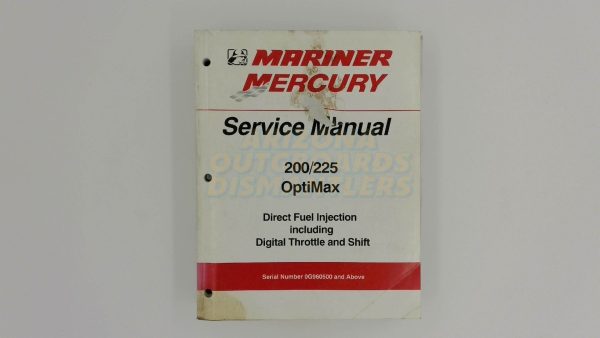 MARINER
MERCURY
Service Manual
ARIZONA
OUTBOARDS
DISMANTLERS
200/225
OptiMax
Direct Fuel Injection
including
Digital Throttle and Shift
Serial Number 0G960500 and Above